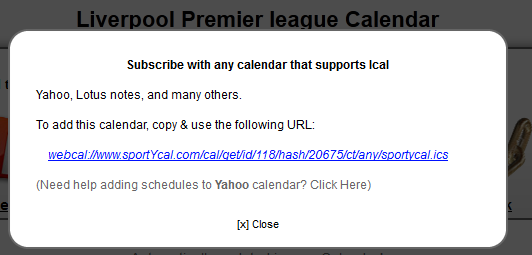 Liverpool Premier league Calendar
Subscribe with any calendar that supports Ical
Yahoo, Lotus notes, and many others.
To add this calendar, copy & use the following URL:
webcal://www.sportYcal.com/cal/get/id/118/hash/20675/ct/any/sportycal.ics
(Need help adding schedules to Yahoo calendar? Click Here)
[x] Close